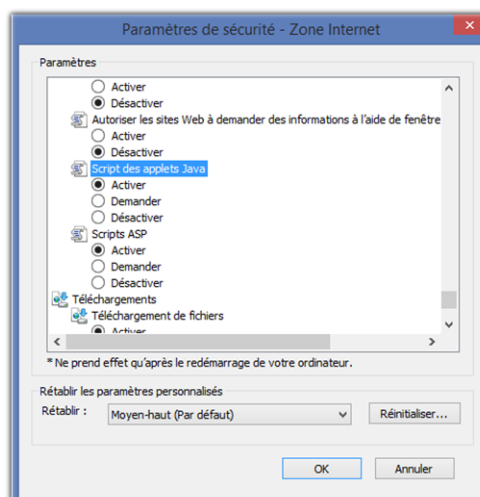 Paramètres de sécurité - Zone Internet
Paramètres
Activer
Désactiver
Autoriser les sites Web à demander des informations à l'aide de fenêtre
Activer
Désactiver
Script des applets Java
Activer
Demander
Désactiver
Scripts ASP
Activer
Demander
Désactiver
Téléchargements
Téléchargement de fichiers
Activer
* Ne prend effet qu'après le redémarrage de votre ordinateur.
Rétablir les paramètres personnalisés
Rétablir : Moyen-haut (Par défaut) Réinitialiser...
OK Annuler